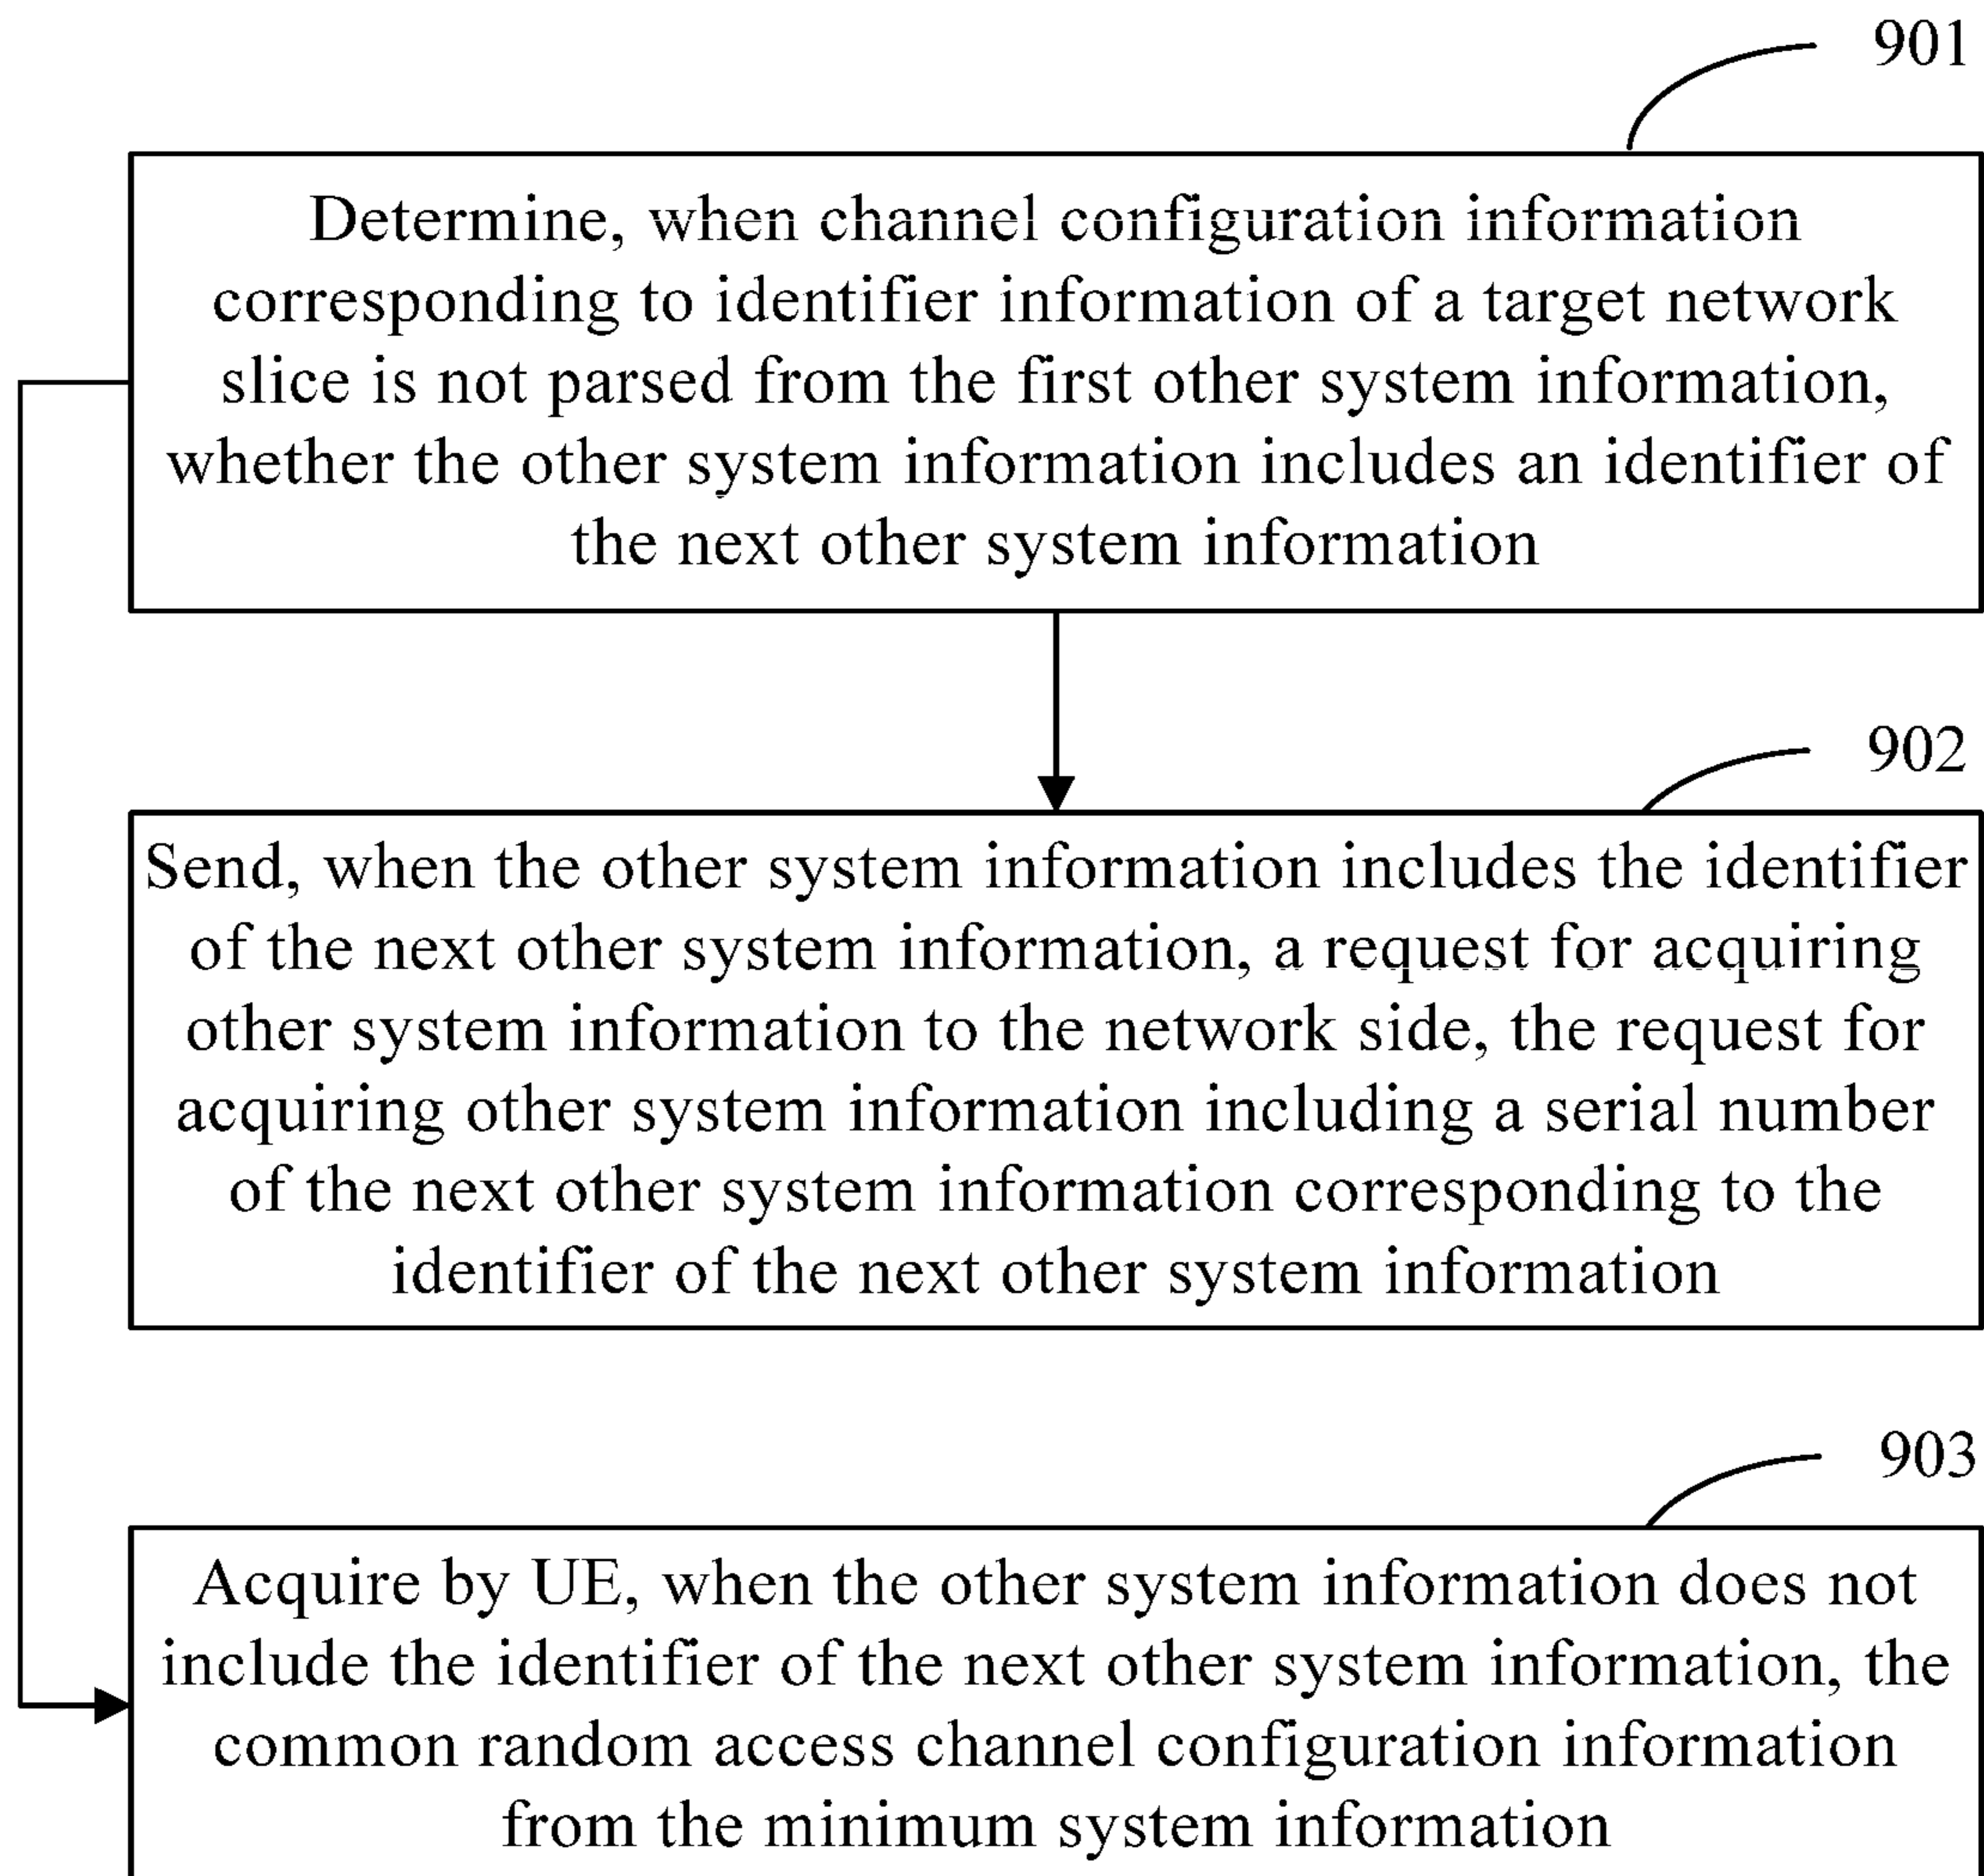 901
Determine, when channel configuration information
corresponding to identifier information of a target network
slice is not parsed from the first other system information,
whether the other system information includes an identifier of
the next other system information
902
Send, when the other system information includes the identifier
of the next other system information, a request for acquiring
other system information to the network side, the request for
acquiring other system information including a serial number
of the next other system information corresponding to the
identifier of the next other system information
903
Acquire by UE, when the other system information does not
include the identifier of the next other system information, the
common random access channel configuration information
from the minimum system information